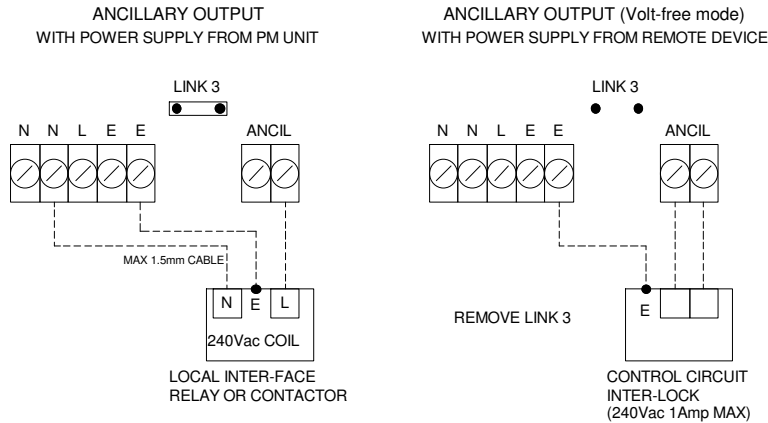 ANCILLARY OUTPUT
WITH POWER SUPPLY FROM PM UNIT
LINK 3
N N L E E ANCIL
MAX 1.5mm CABLE
N E L
240Vac COIL
LOCAL INTER-FACE
RELAY OR CONTACTOR
ANCILLARY OUTPUT (Volt-free mode)
WITH POWER SUPPLY FROM REMOTE DEVICE
LINK 3
N N L E E ANCIL
E
REMOVE LINK 3
CONTROL CIRCUIT
INTER-LOCK
(240Vac 1Amp MAX)